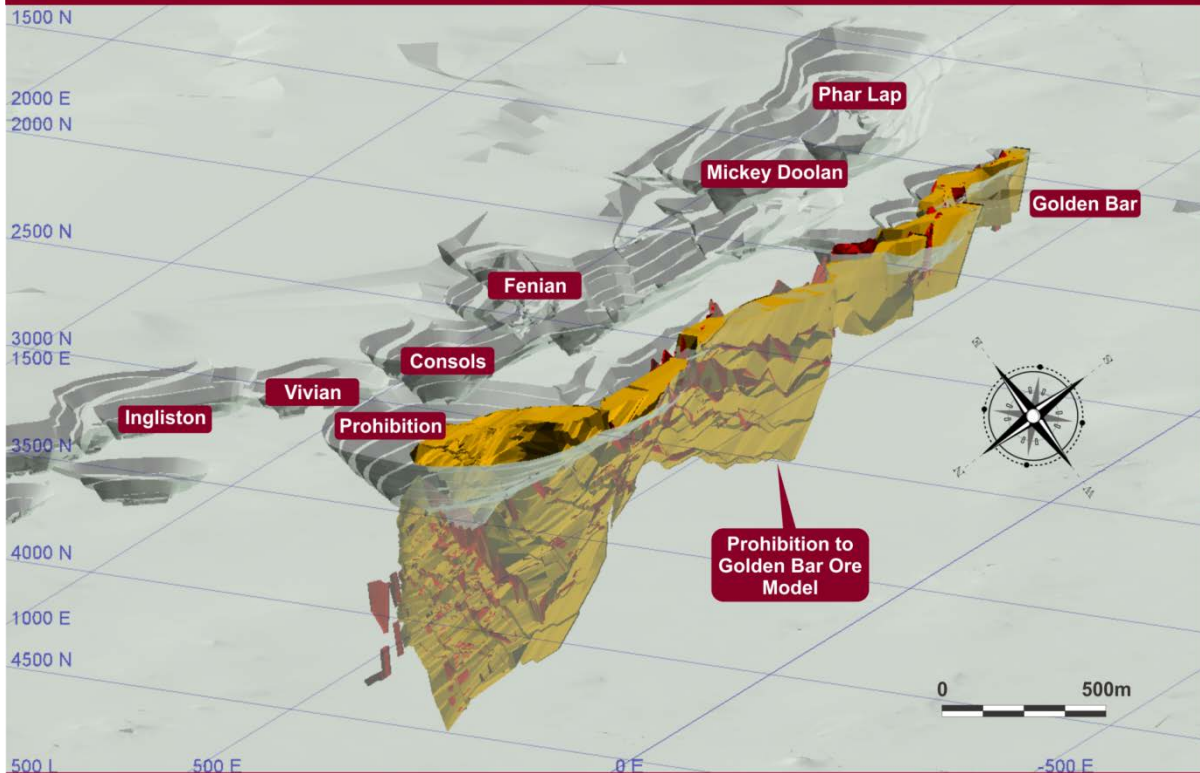 1500 N
2000 E
2000 N
2500 N
3000 N
1500 E
3500 N
4000 N
1000 E
4500 N
500 L
500 E
0 E
-500 E
Phar Lap
Mickey Doolan
Golden Bar
Fenian
Consols
Vivian
Ingliston
Prohibition
Prohibition to
Golden Bar Ore
Model
S
N
W
0
500m